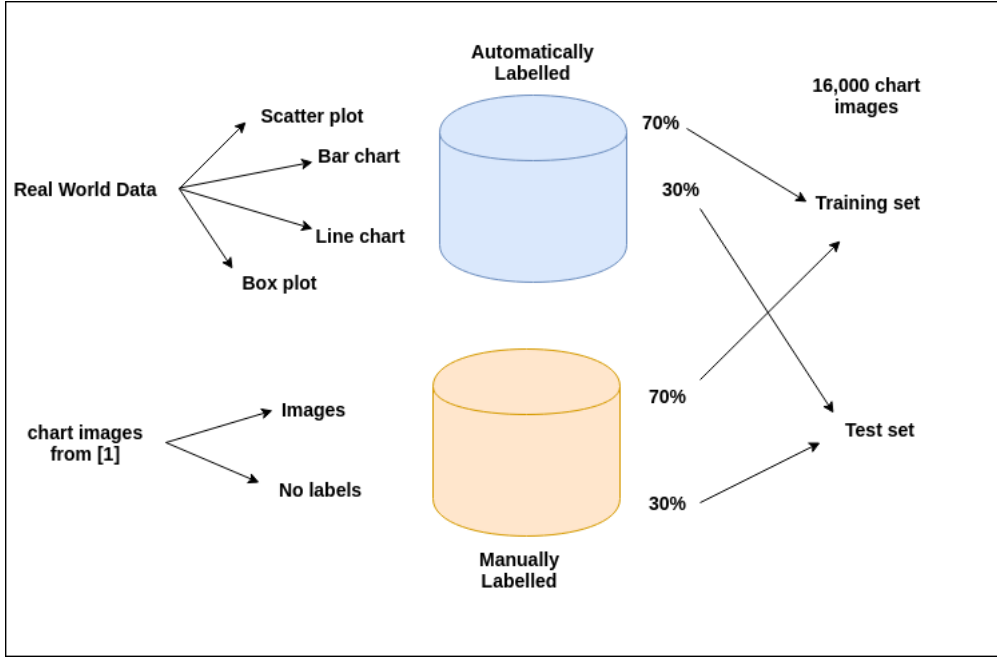 Automatically
Labelled
16,000 chart
images
Scatter plot
70%
Bar chart
Real World Data
30%
Training set
Line chart
Box plot
Images
70%
chart images
from [1]
Test set
No labels
30%
Manually
Labelled